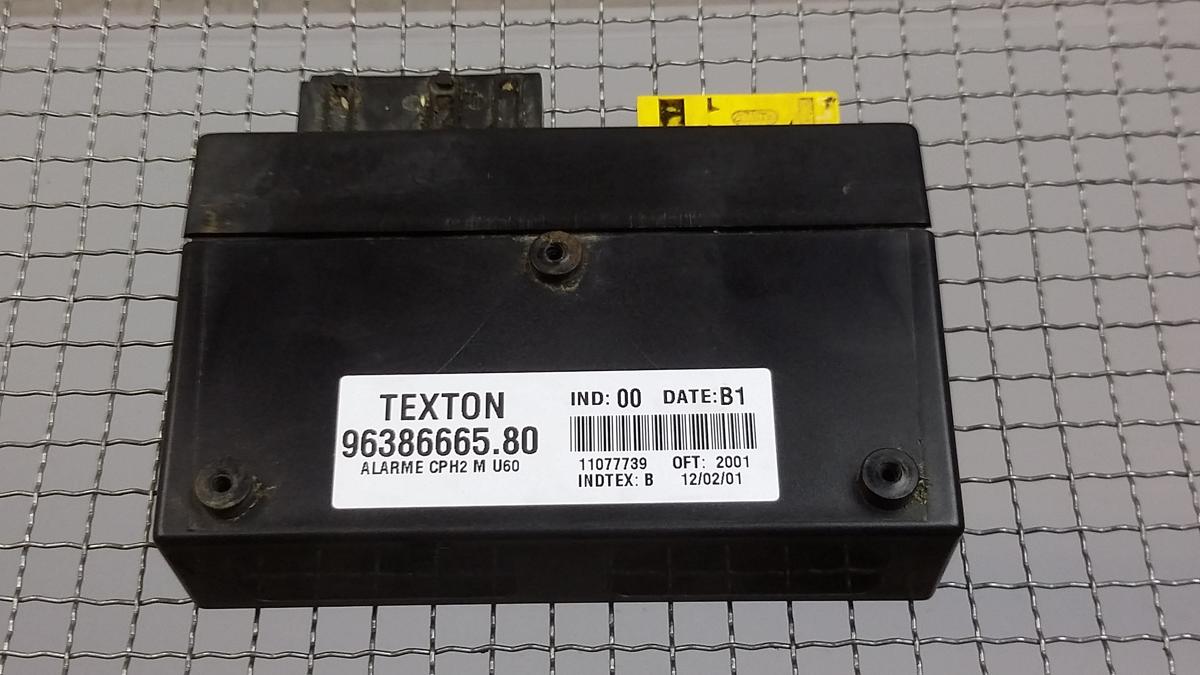 TEXTON
96386665.80
ALARME CPH2 M U60
IND: 00 DATE: B1
11077739 OFT: 2001
INDTEX: B 12/02/01